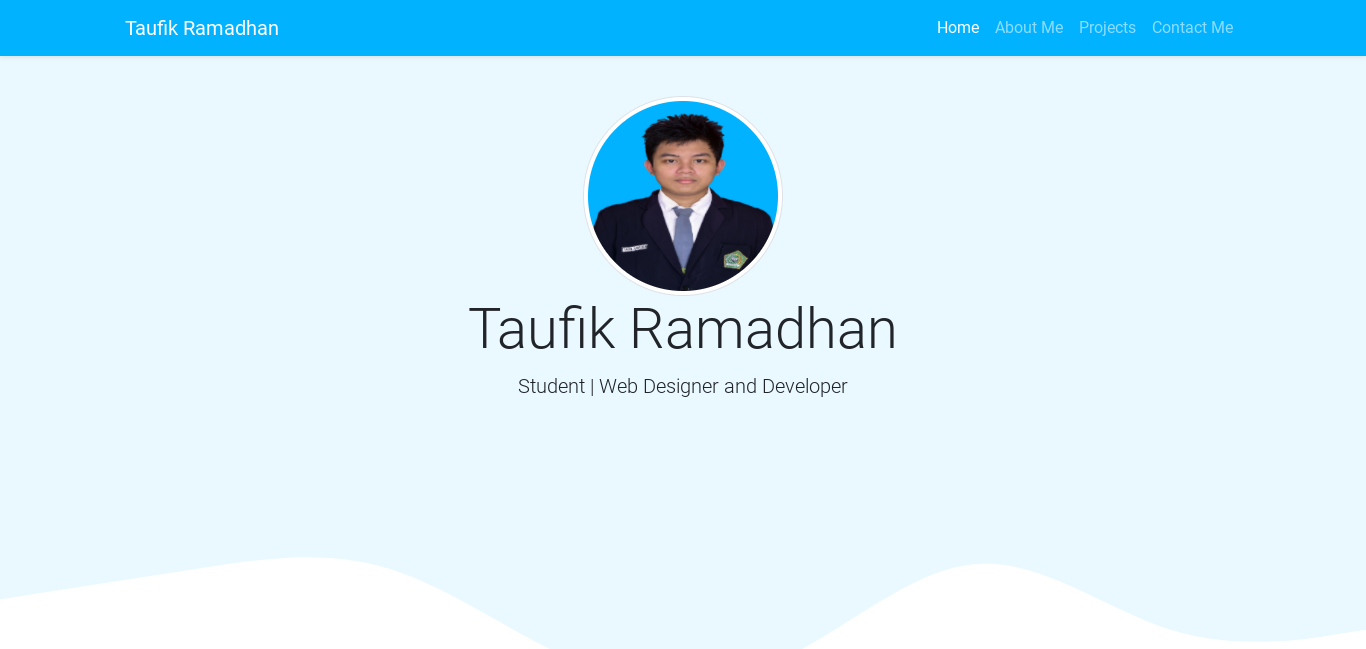 Taufik Ramadhan Home About Me Projects Contact Me
Taufik Ramadhan
Student | Web Designer and Developer